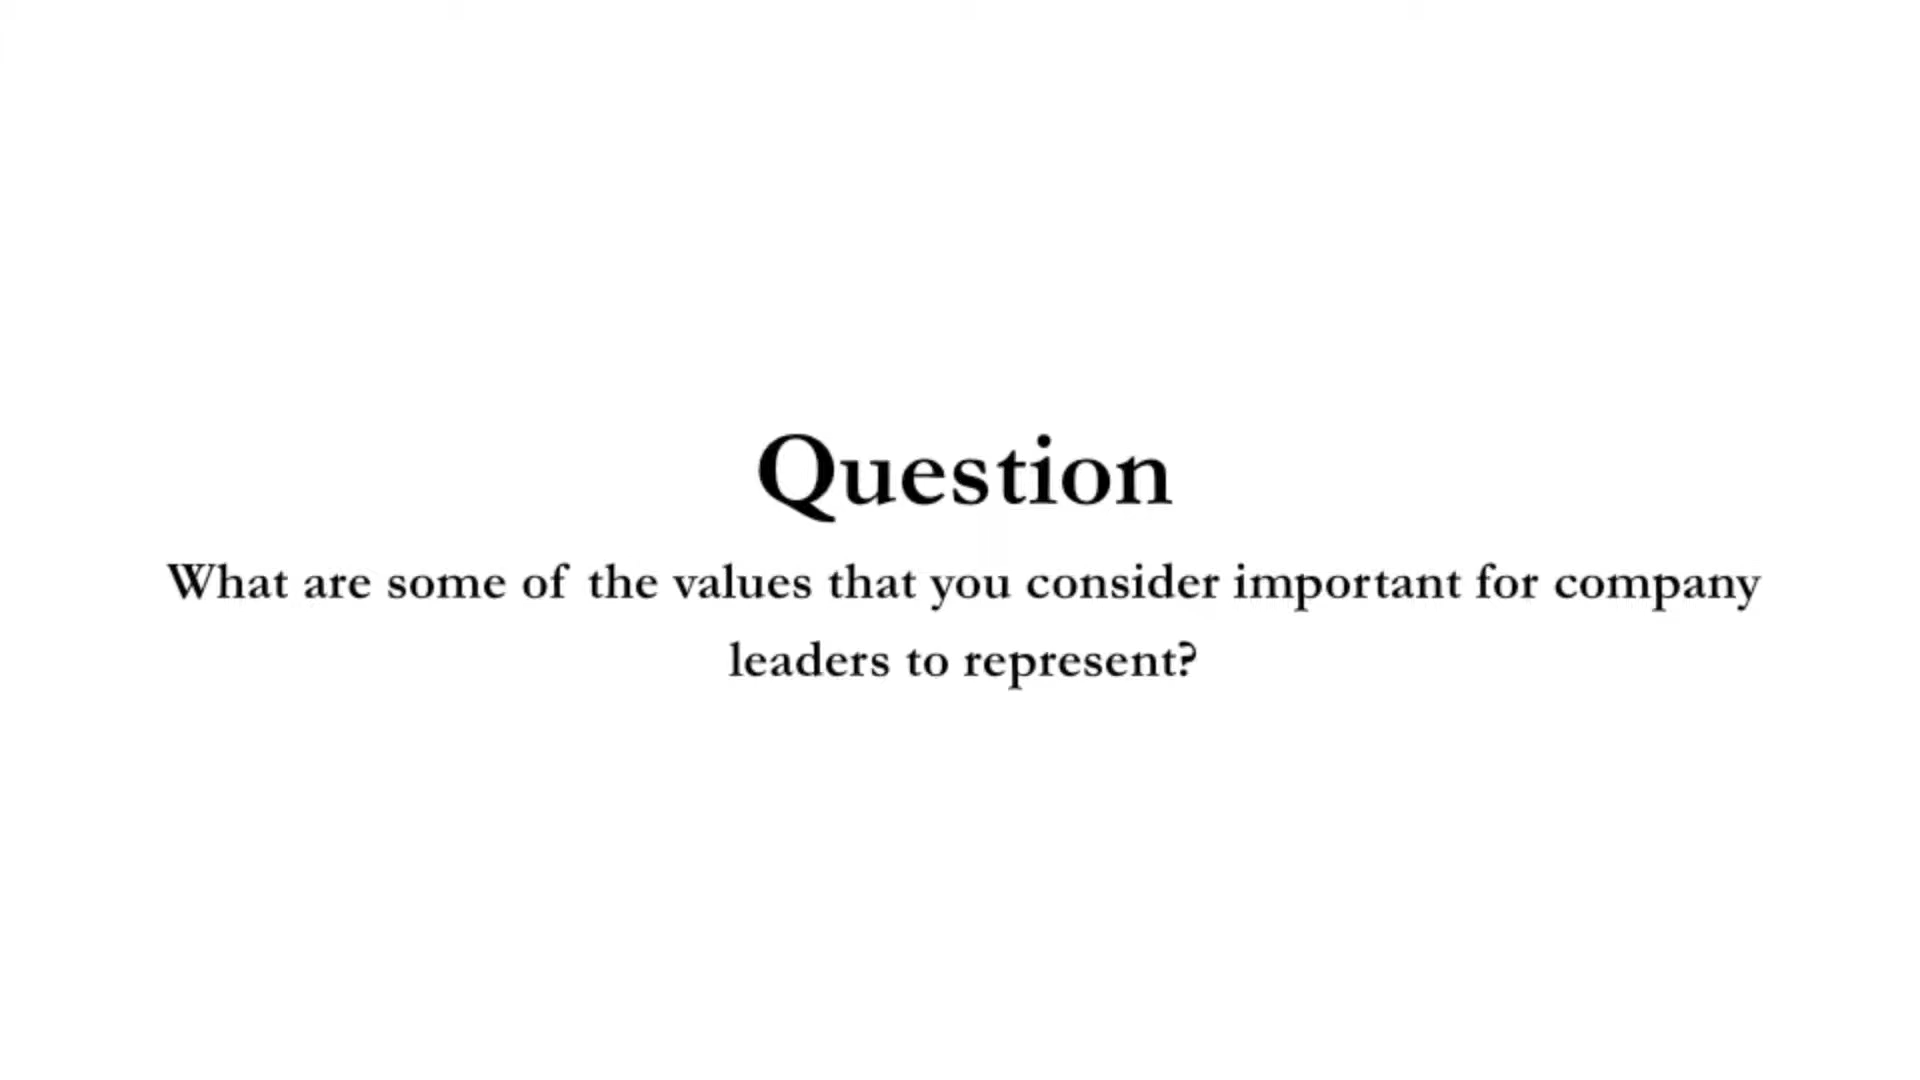 Question
What are some of the values that you consider important for company
leaders to represent?